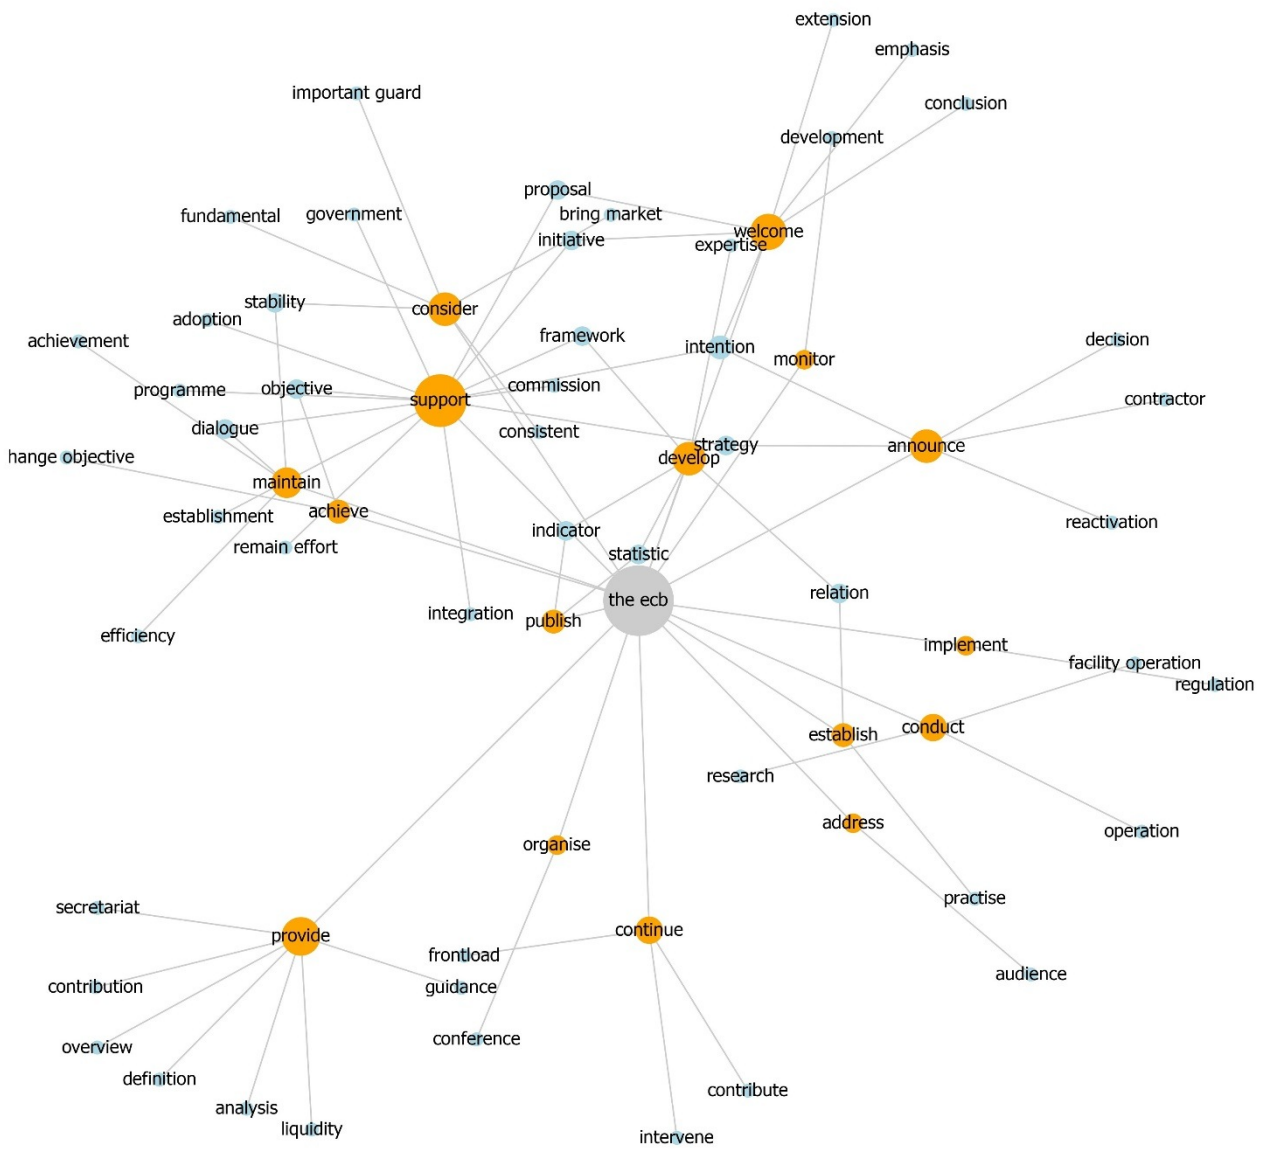 extension
emphasis
important guard
conclusion
development
proposal
bring market
fundamental
government
welcome
initiative
expertise
stability
consider
adoption
framework
achievement
intention
decision
monitor
programme
objective
commission
support
contractor
dialogue
consistent
strategy
announce
hange objective
develop
maintain
achieve
establishment
reactivation
indicator
remain effort
statistic
the ecb
relation
integration
publish
efficiency
implement
facility operation
regulation
establish
conduct
research
address
operation
organise
practise
secretariat
provide
continue
frontload
audience
contribution
guidance
conference
overview
definition
contribute
analysis
liquidity
intervene